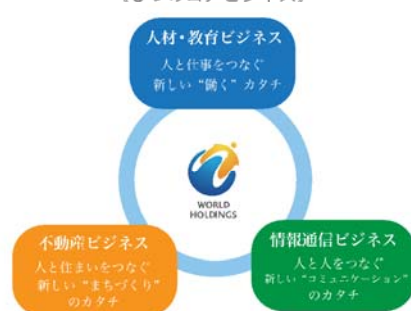 人材・教育ビジネス
人と仕事をつなぐ
新しい“働く”カタチ
WORLD
HOLDINGS
不動産ビジネス
人と住まいをつなぐ
新しい“まちづくり”
のカタチ
情報通信ビジネス
人と人をつなぐ
新しい“コミュニケーション”
のカタチ